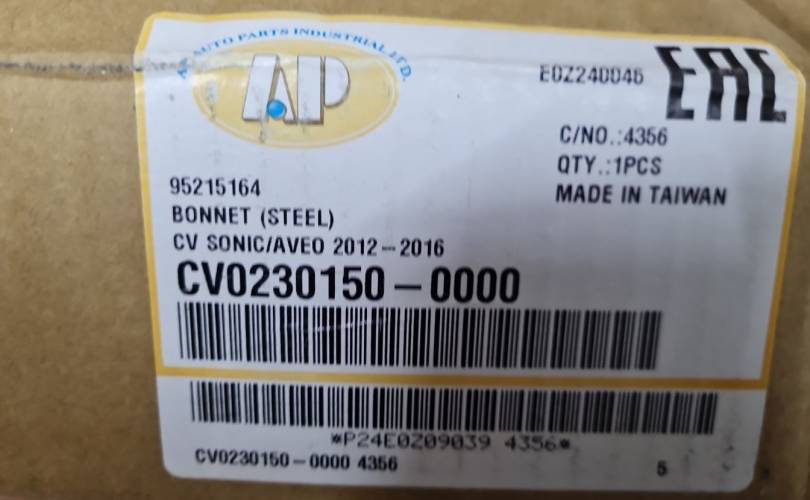 AUTO PARTS INDUSTRIAL LTD.
AP
E0Z240046
EAC
C/NO.:4356
QTY.:1PCS
MADE IN TAIWAN
95215164
BONNET (STEEL)
CV SONIC/AVEO 2012-2016
CV0230150-0000
*P24E0Z09039 4356*
CV0230150-0000 4356
5